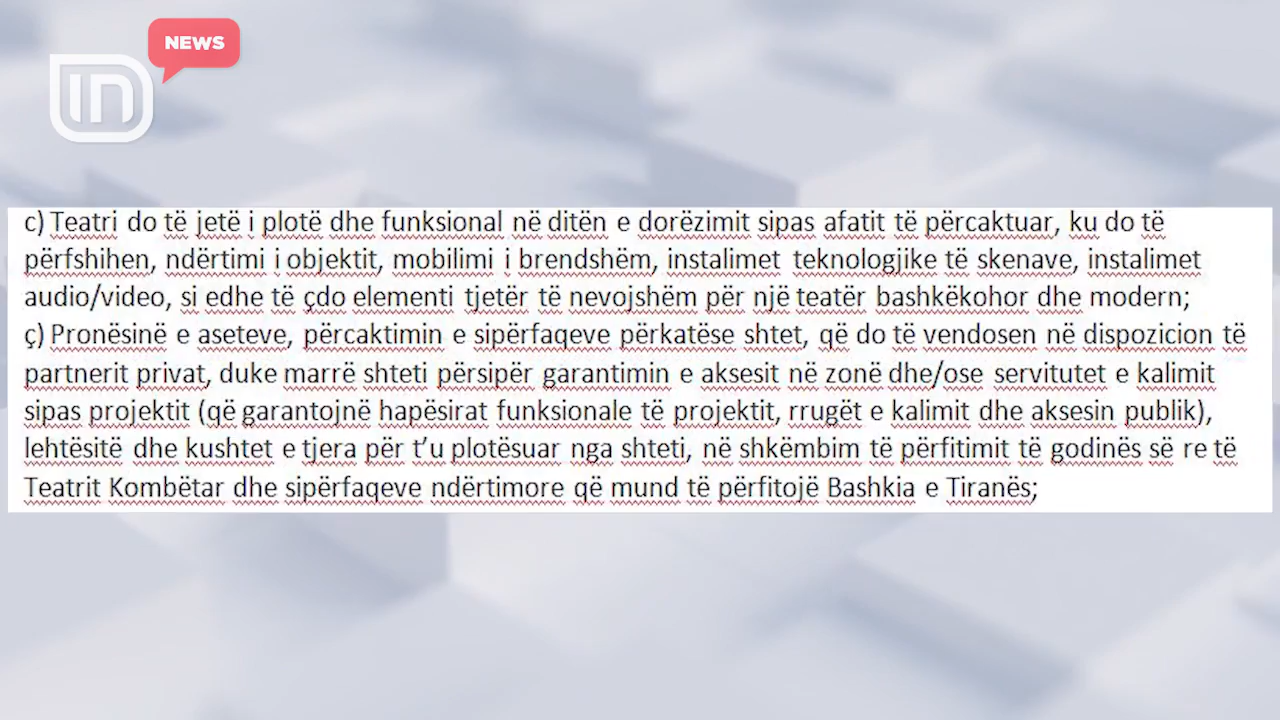 NEWS
IN
c) Teatri do të jetë i plotë dhe funksional në ditën e dorëzimit sipas afatit të përcaktuar, ku do të
përfshihen, ndërtimi i objektit, mobilimi i brendshëm, instalimet teknologjike të skenave, instalimet
audio/video, si edhe të çdo elementi tjetër të nevojshëm për një teatër bashkëkohor dhe modern;
ç) Pronësinë e aseteve, përcaktimin e sipërfaqeve përkatëse shtet, që do të vendosen në dispozicion të
partnerit privat, duke marrë shteti përsipër garantimin e aksesit në zonë dhe/ose servitutet e kalimit
sipas projektit (që garantojnë hapësirat funksionale të projektit, rrugët e kalimit dhe aksesin publik),
lehtësitë dhe kushtet e tjera për t’u plotësuar nga shteti, në shkëmbim të përfitimit të godinës së re të
Teatrit Kombëtar dhe sipërfaqeve ndërtimore që mund të përfitojë Bashkia e Tiranës;